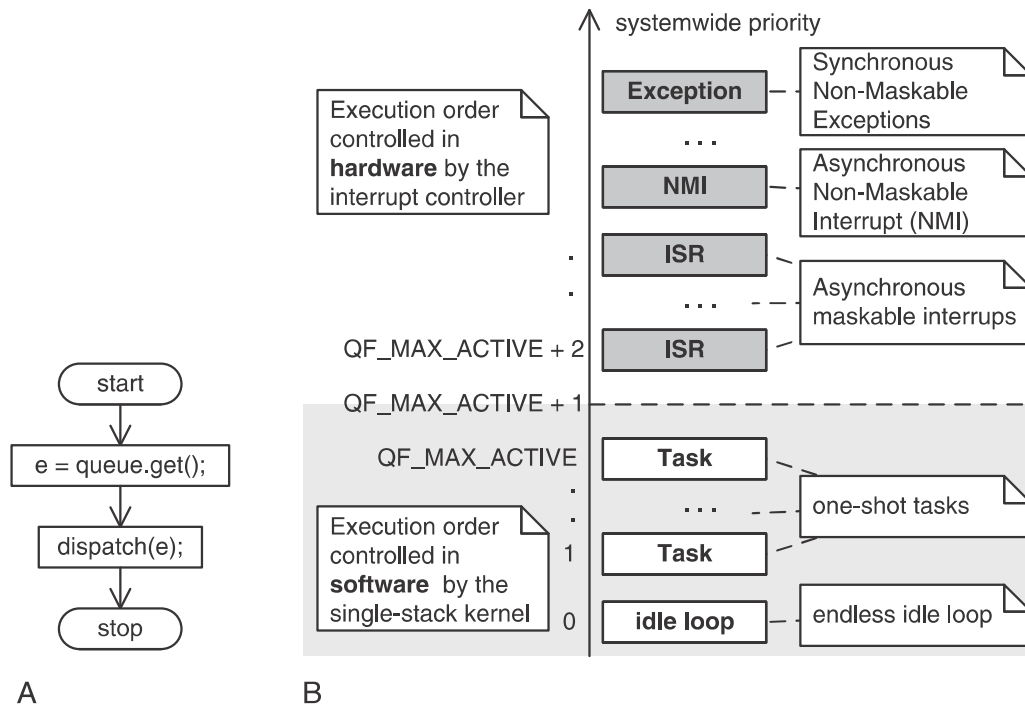 systemwide priority
Execution order
controlled in
hardware by the
interrupt controller
Exception
Synchronous
Non-Maskable
Exceptions
...
NMI
Asynchronous
Non-Maskable
Interrupt (NMI)
.
ISR
.
...
Asynchronous
maskable interrups
QF_MAX_ACTIVE + 2
ISR
QF_MAX_ACTIVE + 1
QF_MAX_ACTIVE
Task
.
...
one-shot tasks
.
Execution order
controlled in
software by the
single-stack kernel
1
Task
0
idle loop
endless idle loop
start
e = queue.get();
dispatch(e);
stop
A
B